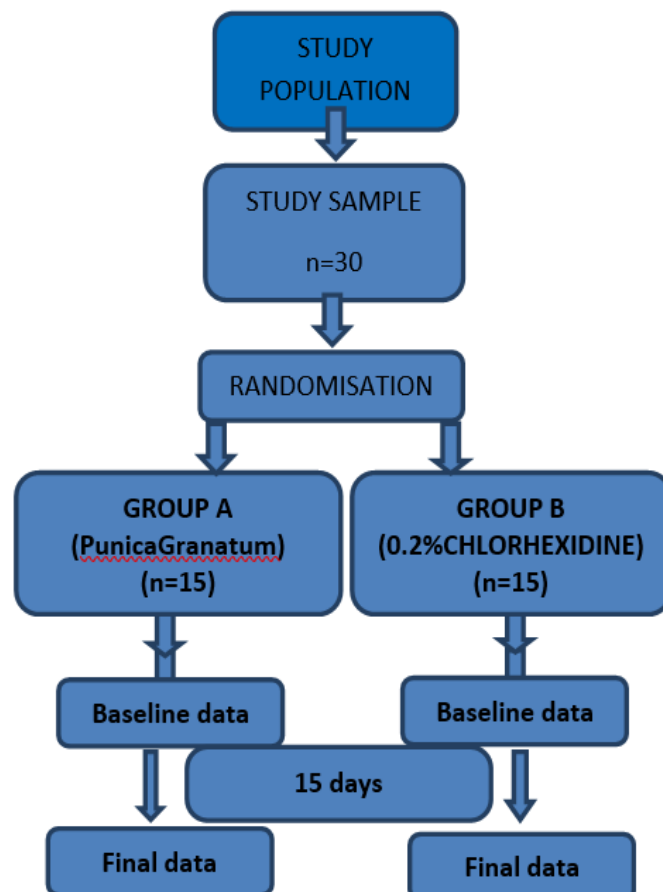 STUDY
POPULATION
STUDY SAMPLE
n=30
RANDOMISATION
GROUP A
(PunicaGranatum)
(n=15)
GROUP B
(0.2%CHLORHEXIDINE)
(n=15)
Baseline data
Baseline data
15 days
Final data
Final data